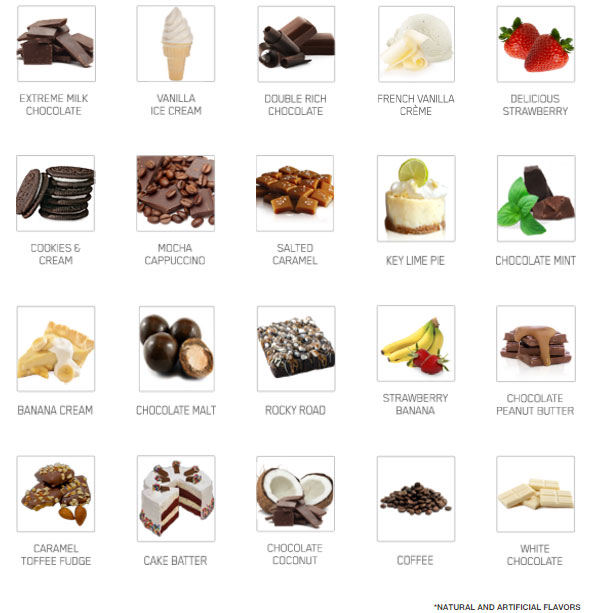 EXTREME MILK
CHOCOLATE
VANILLA
ICE CREAM
DOUBLE RICH
CHOCOLATE
FRENCH VANILLA
CRÈME
DELICIOUS
STRAWBERRY
COOKIES &
CREAM
MOCHA
CAPPUCCINO
SALTED
CARAMEL
KEY LIME PIE
CHOCOLATE MINT
BANANA CREAM
CHOCOLATE MALT
ROCKY ROAD
STRAWBERRY
BANANA
CHOCOLATE
PEANUT BUTTER
CARAMEL
TOFFEE FUDGE
CAKE BATTER
CHOCOLATE
COCONUT
COFFEE
WHITE
CHOCOLATE
*NATURAL AND ARTIFICIAL FLAVORS